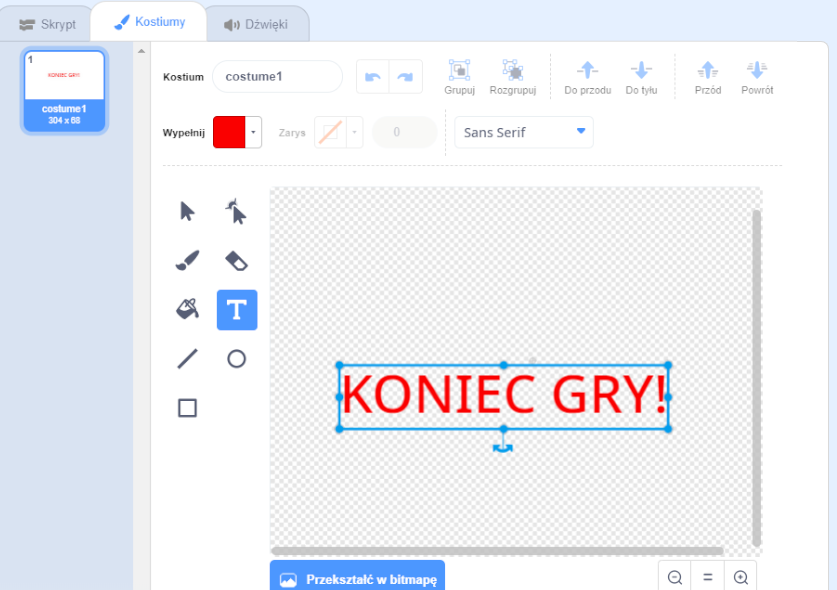 Skrypt Kostiumy Dźwięki
1
KONIEC GRY!
costume1
304 x 68
Kostium costume1 Grupuj Rozgrupuj Do przodu Do tyłu Przód Powrót
Wypełnij Zarys 0 Sans Serif
T
KONIEC GRY!
Przekształć w bitmapę